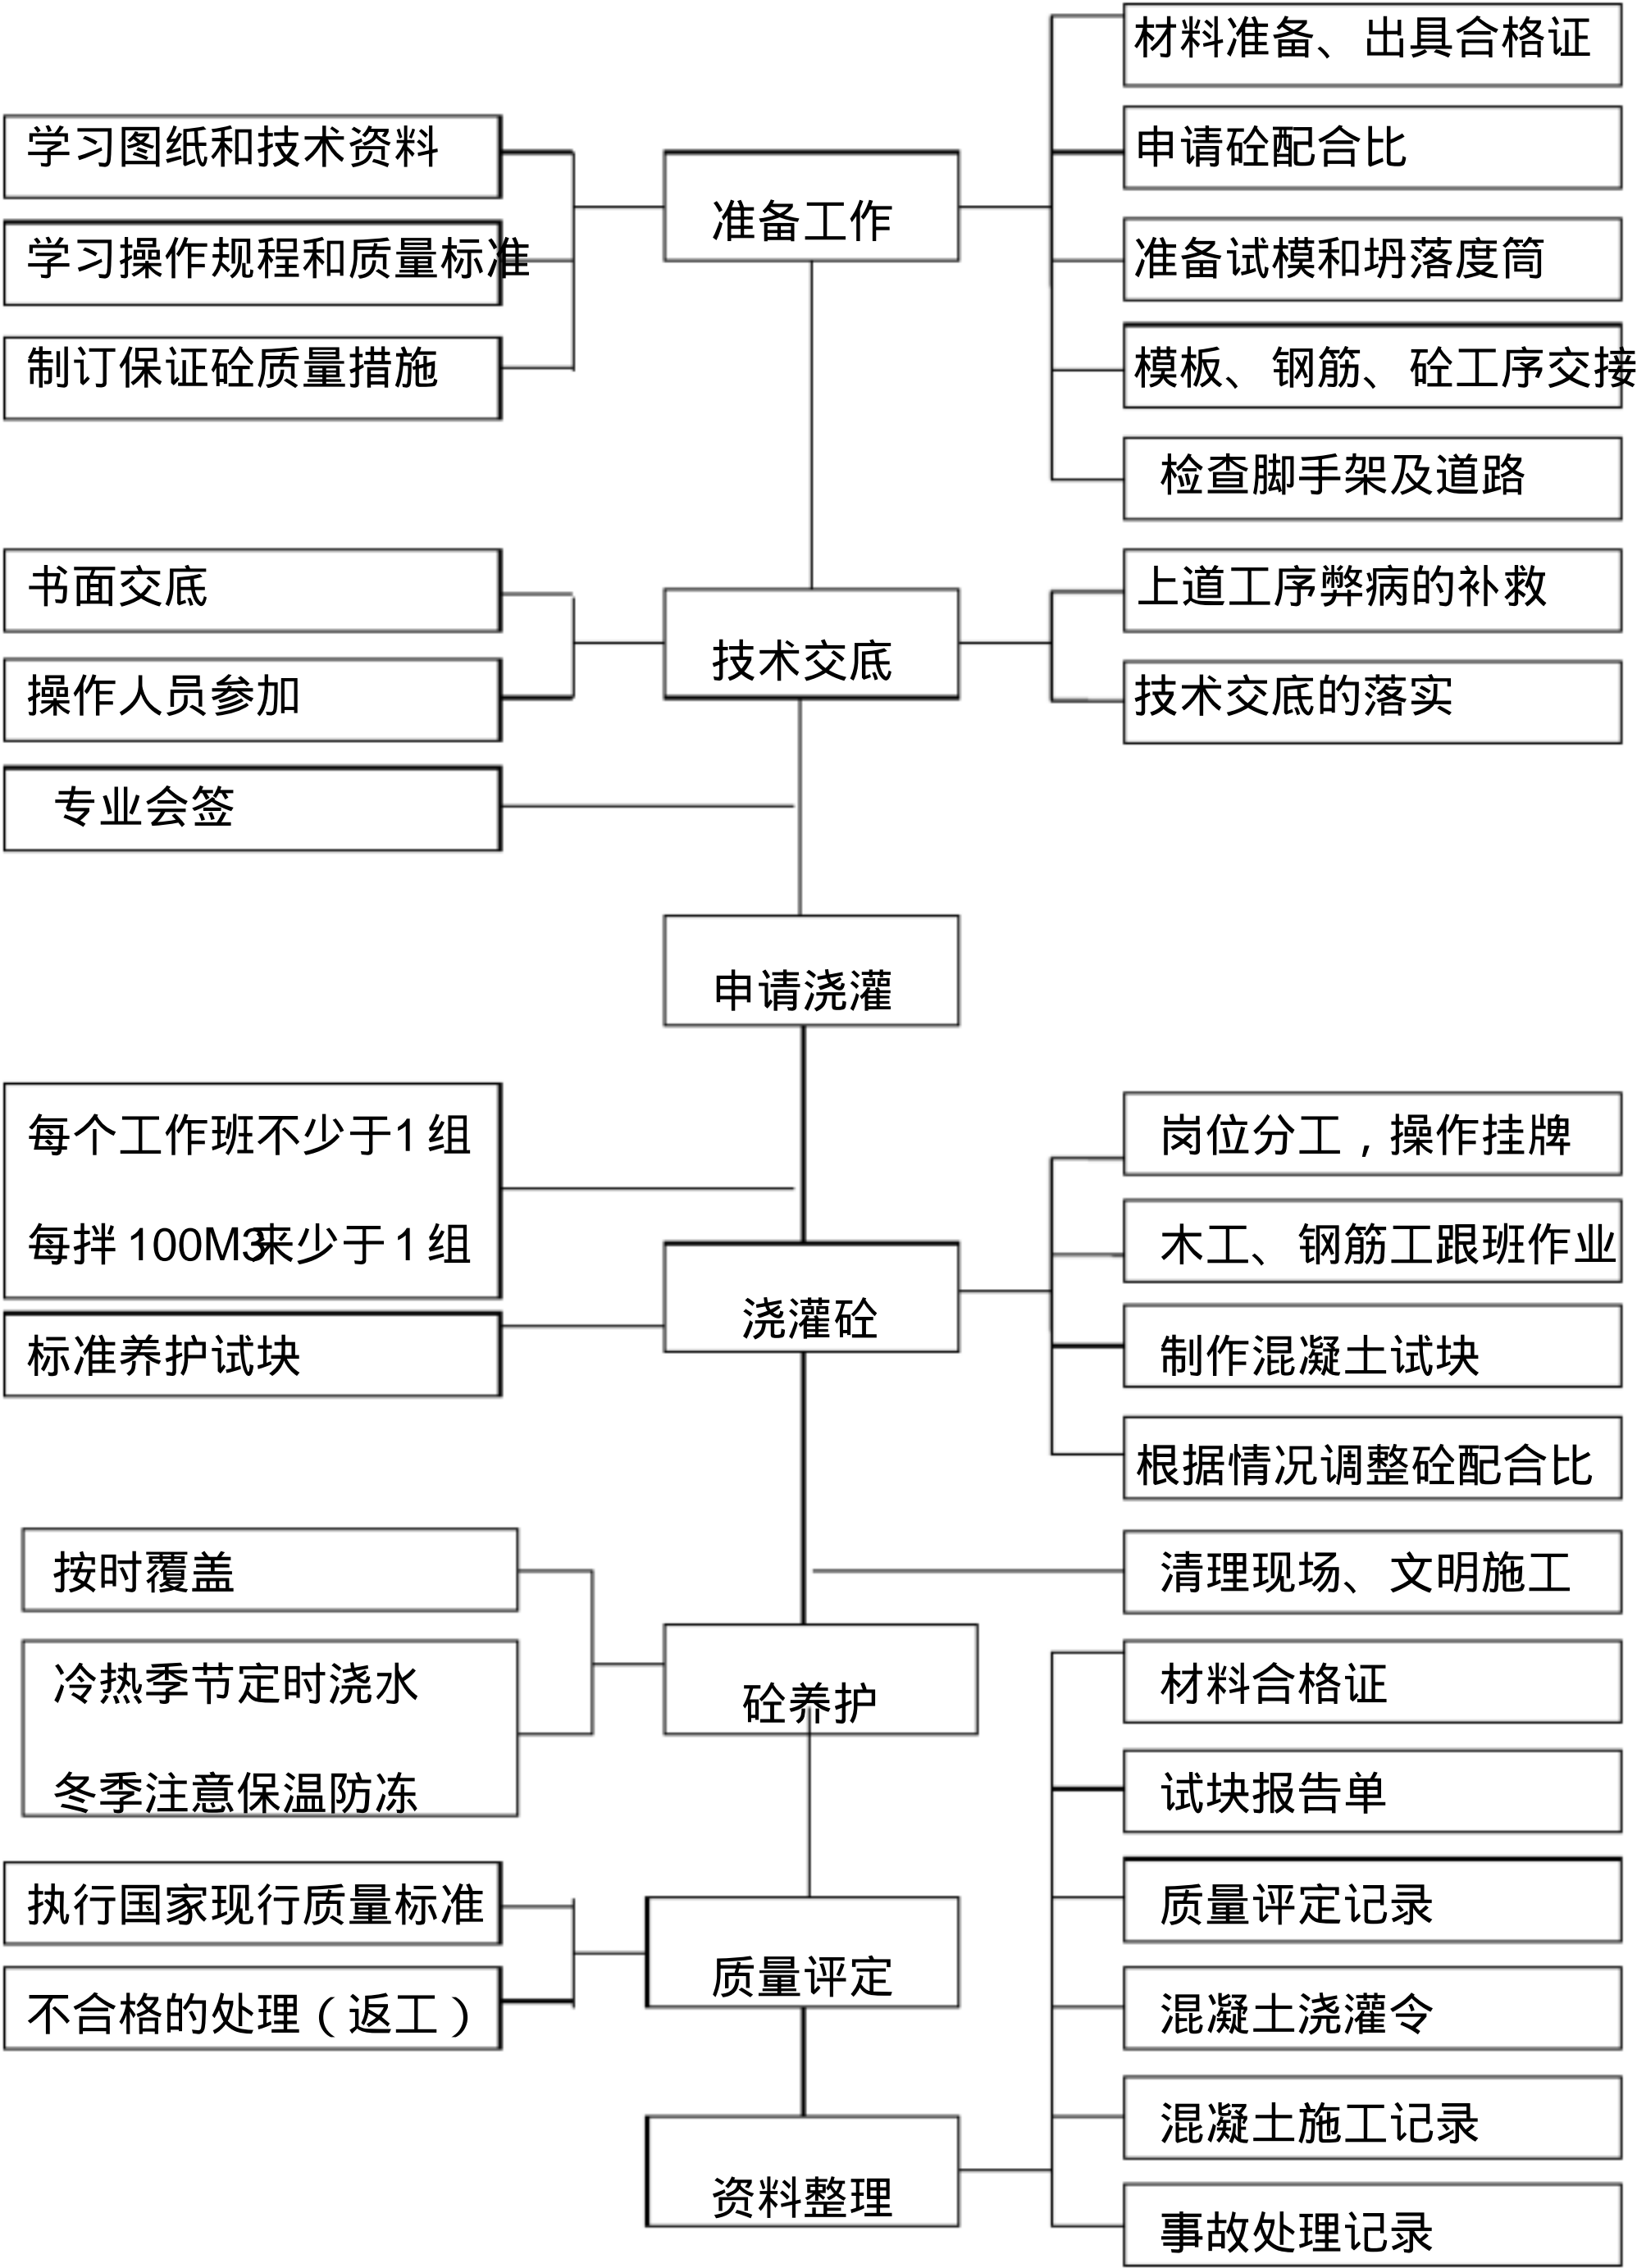 材料准备、出具合格证
学习图纸和技术资料
申请砼配合比
准备工作
学习操作规程和质量标准
准备试模和坍落度筒
制订保证砼质量措施
模板、钢筋、砼工序交接
检查脚手架及道路
书面交底
上道工序弊病的补救
技术交底
操作人员参加
技术交底的落实
专业会签
申请浇灌
每个工作班不少于1组
岗位分工，操作挂牌
每拌100M3来少于1组
木工、钢筋工跟班作业
浇灌砼
标准养护试块
制作混凝土试块
根据情况调整砼配合比
按时覆盖
清理现场、文明施工
冷热季节定时浇水
材料合格证
砼养护
冬季注意保温防冻
试块报告单
执行国家现行质量标准
质量评定记录
质量评定
不合格的处理（返工）
混凝土浇灌令
混凝土施工记录
资料整理
事故处理记录